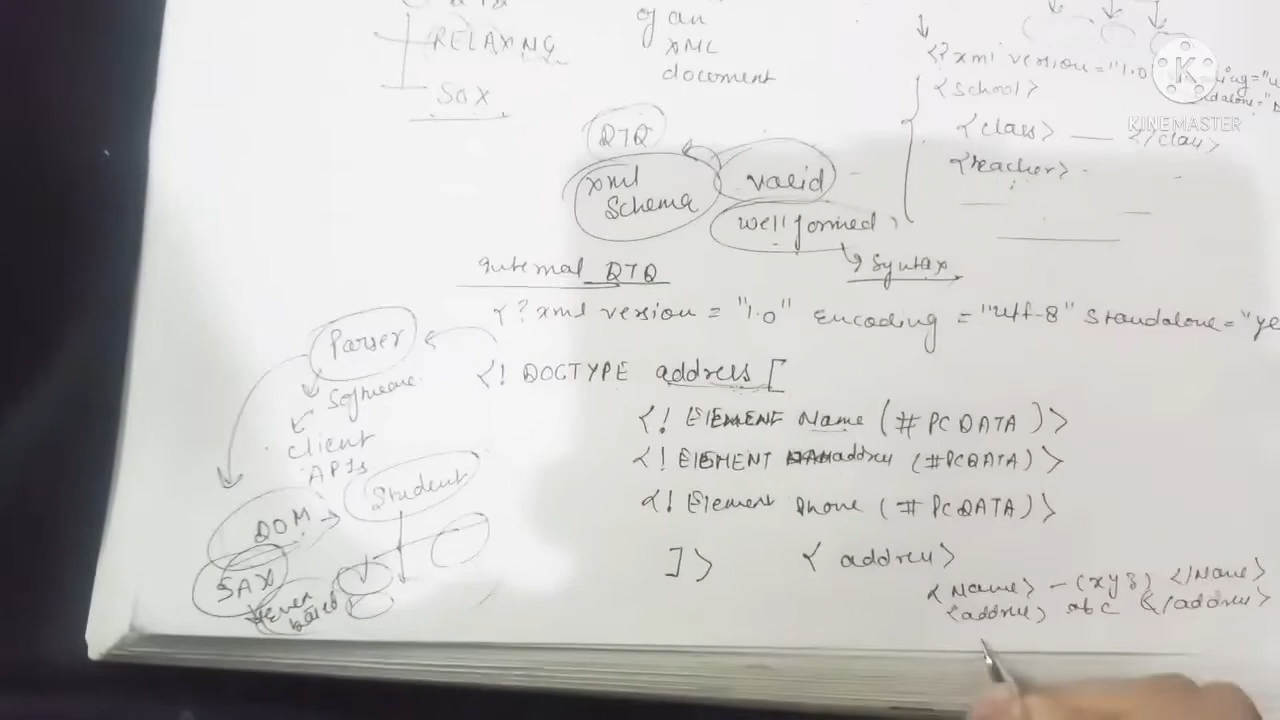 RELAXNG
SAX
of an
XML
document
<?xml version="1.0"
<School>
<class> — </class>
<teacher>
KINEMASTER
DTD
xml
Schema
valid
well formed
Syntax
Internal DTD
<?xml version = "1.0" Encoding = "utf-8" Standalone="ye
<! DOCTYPE address [
<! ELEMENT Name (#PCDATA)>
<! ELEMENT address (#PCDATA)>
<! Element Phone (#PCDATA)>
]>
<address>
<Name> - (xyz) </Name>
<address> abc </address>
Parser
Software
Client
APIs
DOM
Student
SAX
Even
based